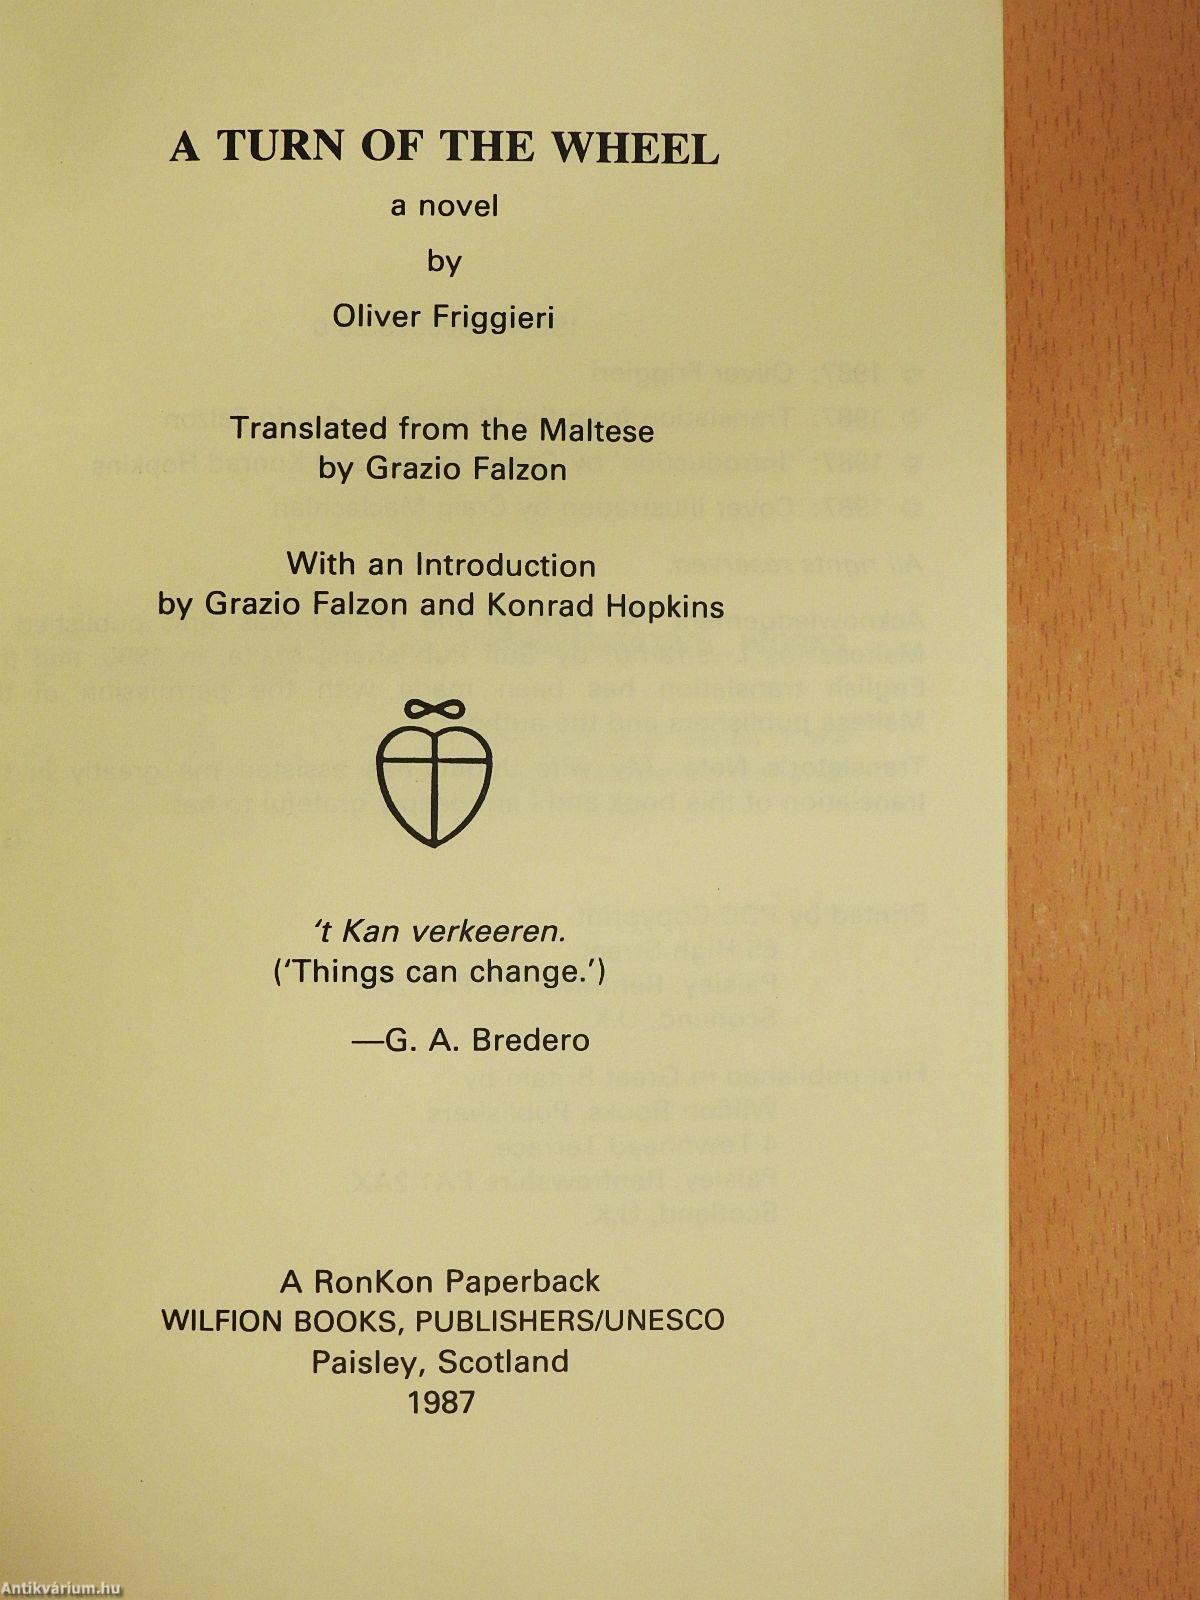 A TURN OF THE WHEEL
a novel
by
Oliver Friggieri
Translated from the Maltese
by Grazio Falzon
With an Introduction
by Grazio Falzon and Konrad Hopkins
't Kan verkeeren.
('Things can change.')
—G. A. Bredero
A RonKon Paperback
WILFION BOOKS, PUBLISHERS/UNESCO
Paisley, Scotland
1987
Antikvárium.hu